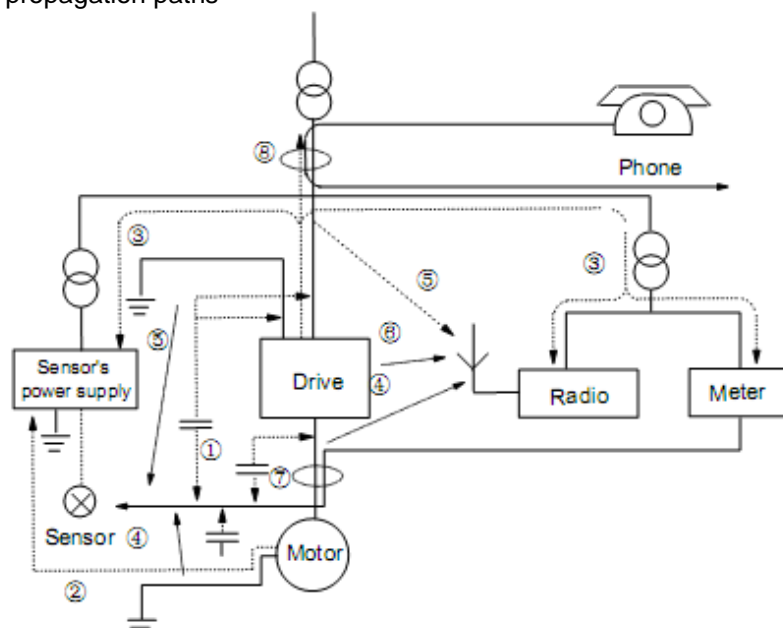 propagation paths
⑧
Phone
③
③
⑤
⑤
⑥
Sensor's
power supply
Drive
④
Radio
Meter
①
⑦
Sensor ④
Motor
②